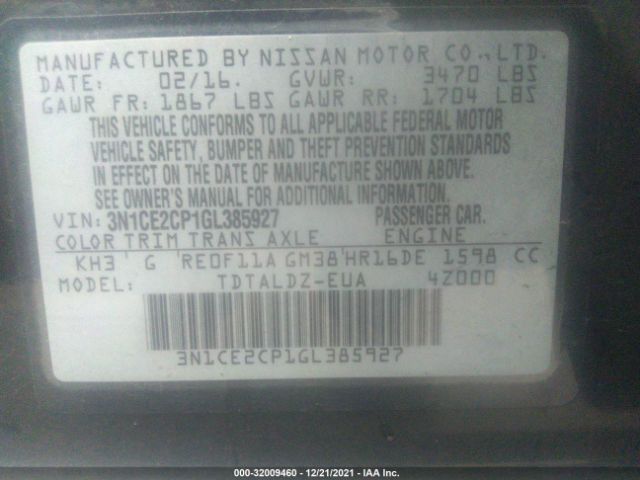 MANUFACTURED BY NISSAN MOTOR CO., LTD.
DATE: 02/16. GVWR: 3470 LBS
GAWR FR: 1867 LBS GAWR RR: 1704 LBS
THIS VEHICLE CONFORMS TO ALL APPLICABLE FEDERAL MOTOR
VEHICLE SAFETY, BUMPER AND THEFT PREVENTION STANDARDS
IN EFFECT ON THE DATE OF MANUFACTURE SHOWN ABOVE.
SEE OWNER'S MANUAL FOR ADDITIONAL INFORMATION.
VIN: 3N1CE2CP1GL385927 PASSENGER CAR.
COLOR TRIM TRANS AXLE ENGINE
KH3 G RE0F11A GM38 HR16DE 1598 CC
MODEL: TDTALDZ-EUA 4Z000
3N1CE2CP1GL385927
000-32009460 - 12/21/2021 - IAA Inc.